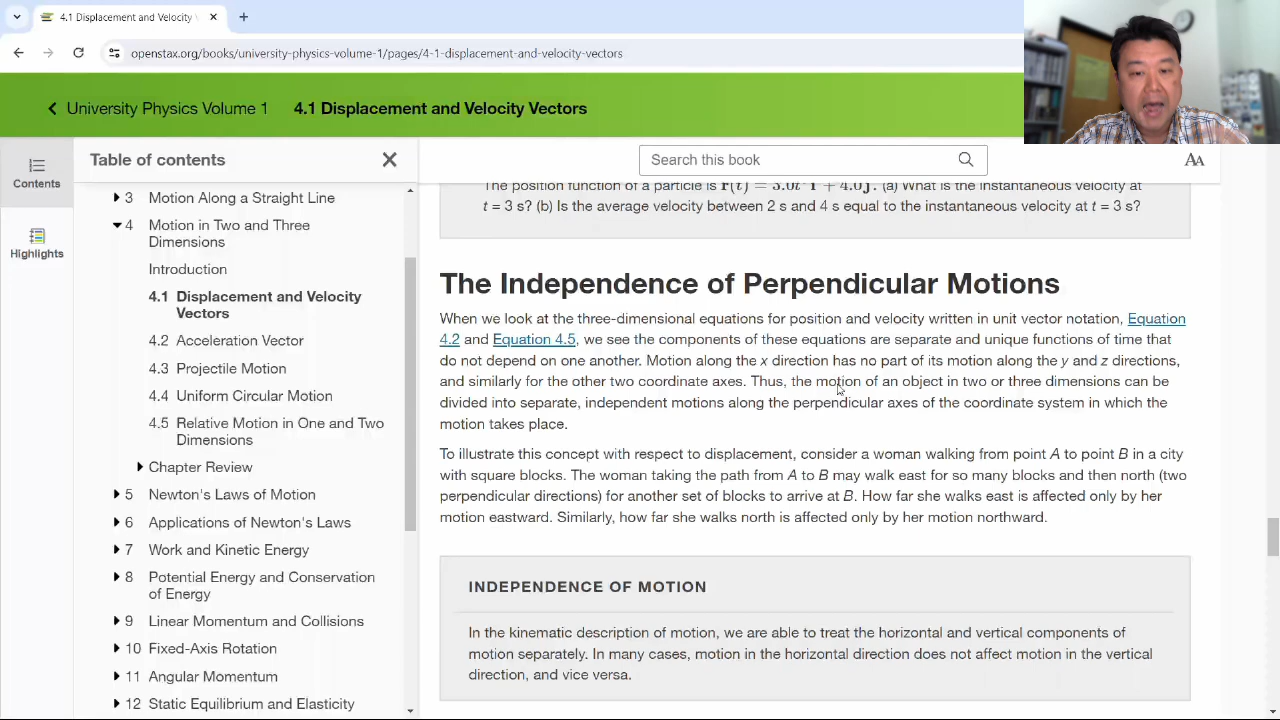 4.1 Displacement and Velocity
openstax.org/books/university-physics-volume-1/pages/4-1-displacement-and-velocity-vectors
University Physics Volume 1
4.1 Displacement and Velocity Vectors
Contents
Highlights
Table of contents
3 Motion Along a Straight Line
4 Motion in Two and Three
Dimensions
Introduction
4.1 Displacement and Velocity
Vectors
4.2 Acceleration Vector
4.3 Projectile Motion
4.4 Uniform Circular Motion
4.5 Relative Motion in One and Two
Dimensions
Chapter Review
5 Newton's Laws of Motion
6 Applications of Newton's Laws
7 Work and Kinetic Energy
8 Potential Energy and Conservation
of Energy
9 Linear Momentum and Collisions
10 Fixed-Axis Rotation
11 Angular Momentum
12 Static Equilibrium and Elasticity
Search this book
AA
The position function of a particle is (a) What is the instantaneous velocity at
t = 3 s? (b) Is the average velocity between 2 s and 4 s equal to the instantaneous velocity at t = 3 s?
The Independence of Perpendicular Motions
When we look at the three-dimensional equations for position and velocity written in unit vector notation, Equation
4.2 and Equation 4.5, we see the components of these equations are separate and unique functions of time that
do not depend on one another. Motion along the x direction has no part of its motion along the y and z directions,
and similarly for the other two coordinate axes. Thus, the motion of an object in two or three dimensions can be
divided into separate, independent motions along the perpendicular axes of the coordinate system in which the
motion takes place.
To illustrate this concept with respect to displacement, consider a woman walking from point A to point B in a city
with square blocks. The woman taking the path from A to B may walk east for so many blocks and then north (two
perpendicular directions) for another set of blocks to arrive at B. How far she walks east is affected only by her
motion eastward. Similarly, how far she walks north is affected only by her motion northward.
INDEPENDENCE OF MOTION
In the kinematic description of motion, we are able to treat the horizontal and vertical components of
motion separately. In many cases, motion in the horizontal direction does not affect motion in the vertical
direction, and vice versa.